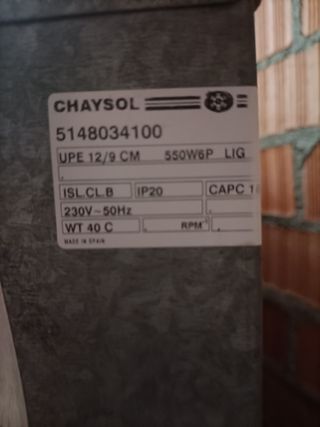 CHAYSOL
5148034100
UPE 12/9 CM 550W6P LIG
ISL.CL.B IP20 CAPC 1
230V~50Hz
WT 40 C RPM
MADE IN SPAIN